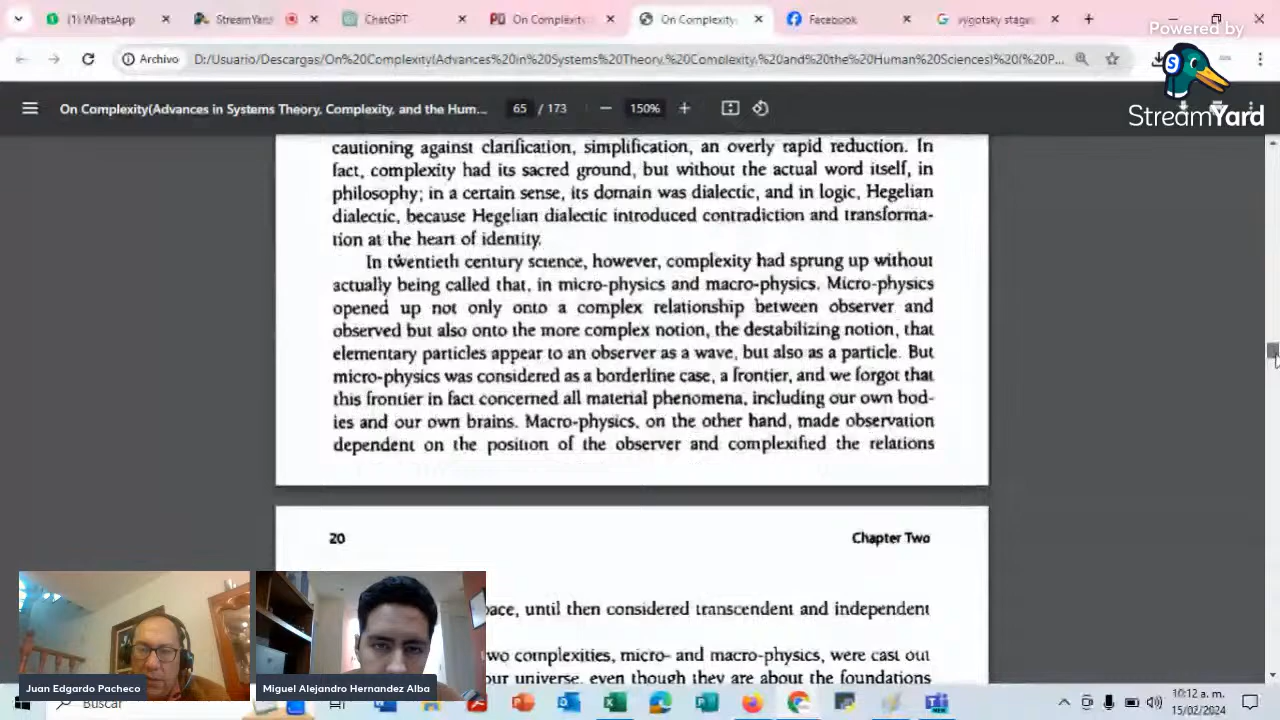 (1) WhatsApp
StreamYard
ChatGPT
On Complexity
On Complexity
Facebook
vygotsky stage
Powered by
StreamYard
Archivo
D:/Usuario/Descargas/On%20Complexity(Advances%20in%20Systems%20Theory,%20Complexity,%20and%20the%20Human%20Sciences)%20(%20P...
On Complexity(Advances in Systems Theory, Complexity, and the Hum...
65 / 173
150%
cautioning against clarification, simplification, an overly rapid reduction. In
fact, complexity had its sacred ground, but without the actual word itself, in
philosophy; in a certain sense, its domain was dialectic, and in logic, Hegelian
dialectic, because Hegelian dialectic introduced contradiction and transforma-
tion at the heart of identity.
In twentieth century science, however, complexity had sprung up without
actually being called that, in micro-physics and macro-physics. Micro-physics
opened up not only onto a complex relationship between observer and
observed but also onto the more complex notion, the destabilizing notion, that
elementary particles appear to an observer as a wave, but also as a particle. But
micro-physics was considered as a borderline case, a frontier, and we forgot that
this frontier in fact concerned all material phenomena, including our own bod-
ies and our own brains. Macro-physics, on the other hand, made observation
dependent on the position of the observer and complexified the relations
20
Chapter Two
pace, until then considered transcendent and independent
two complexities, micro- and macro-physics, were cast out
our universe, even though they are about the foundations
Juan Edgardo Pacheco
Miguel Alejandro Hernandez Alba
Buscar
10:12 a. m.
15/02/2024